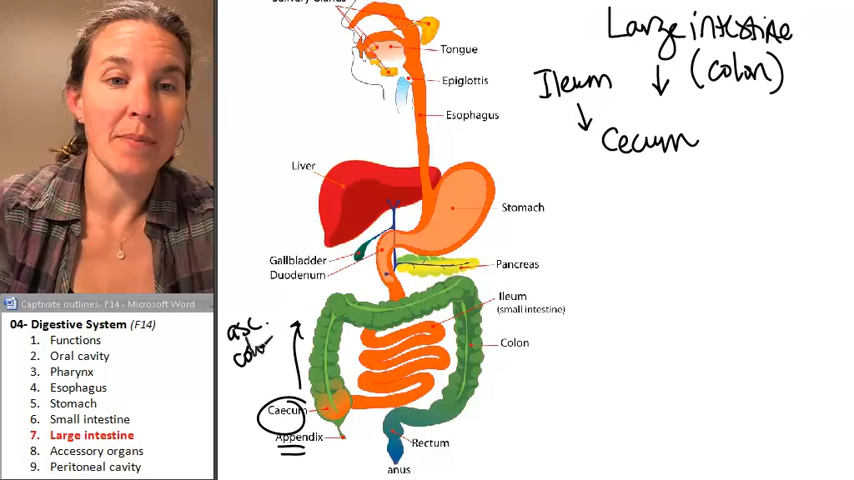 Salivary Glands
Tongue
Epiglottis
Esophagus
Liver
Stomach
Gallbladder
Duodenum
Pancreas
Ileum
(small intestine)
Colon
Caecum
Appendix
Rectum
anus
Large intestine
(colon)
Ileum
Cecum
asc.
colon
Captivate outlines- F14 - Microsoft Word
04- Digestive System (F14)
1. Functions
2. Oral cavity
3. Pharynx
4. Esophagus
5. Stomach
6. Small intestine
7. Large intestine
8. Accessory organs
9. Peritoneal cavity